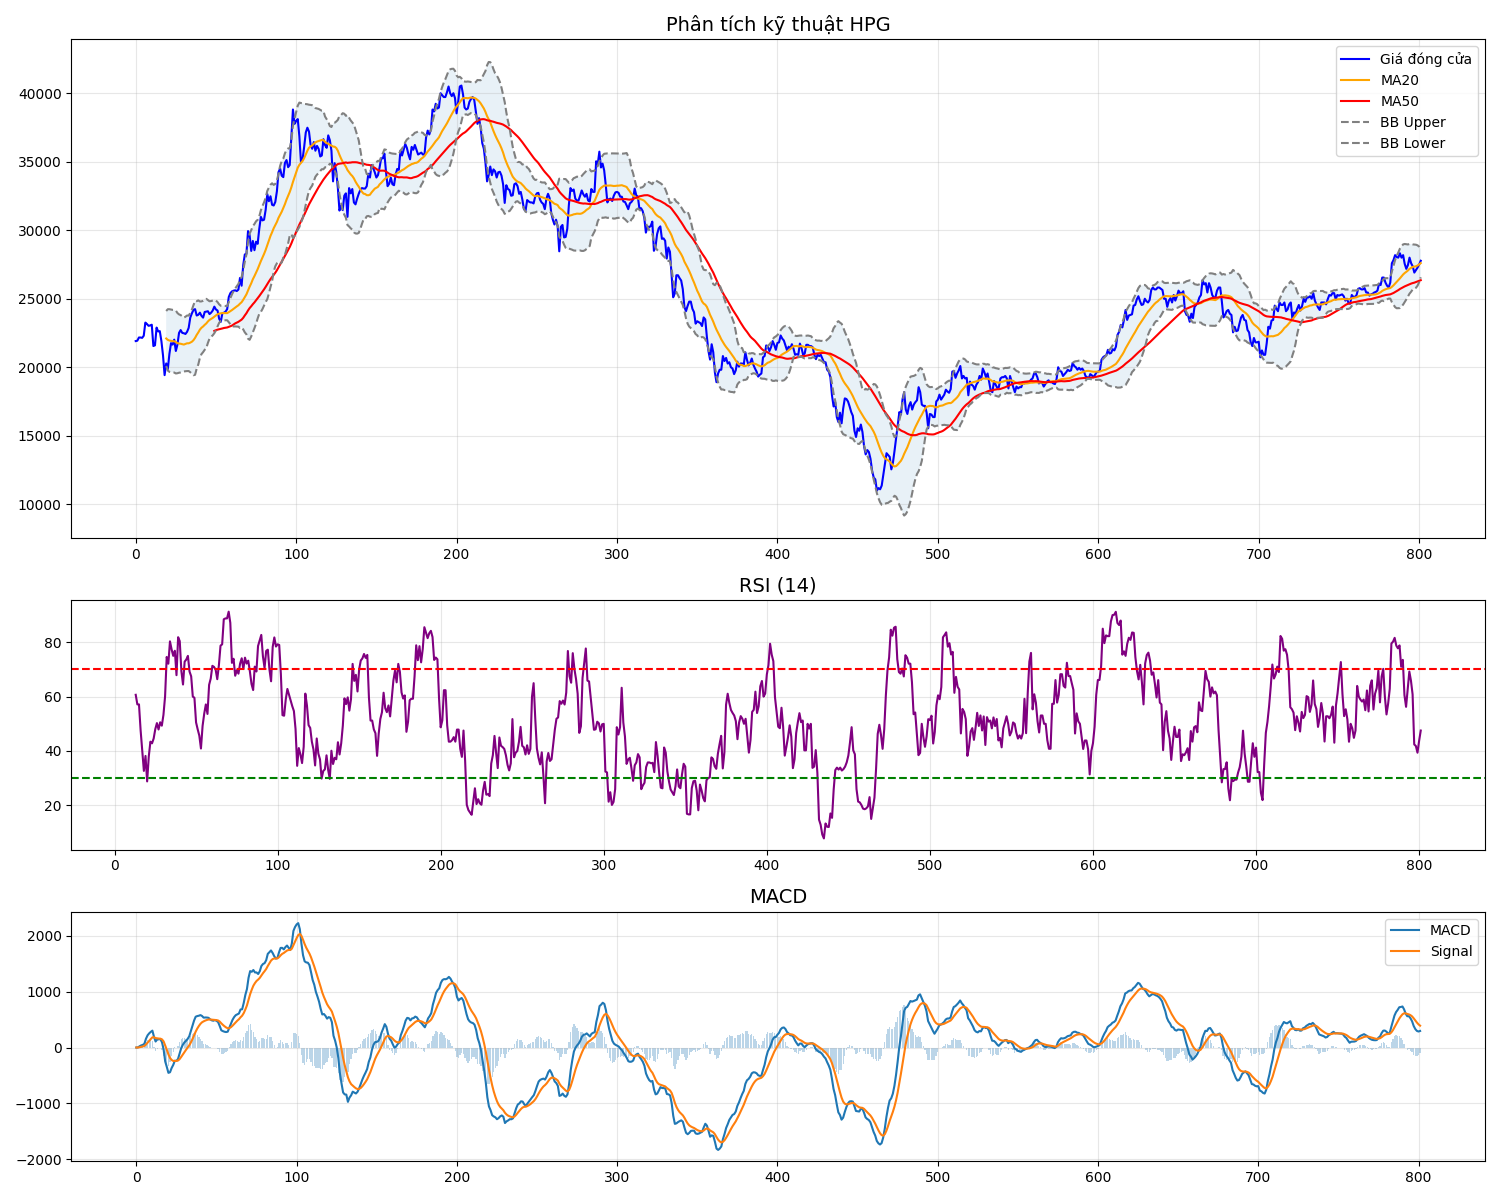 Phân tích kỹ thuật HPG
Giá đóng cửa
MA20
MA50
BB Upper
BB Lower
40000
35000
30000
25000
20000
15000
10000
0 100 200 300 400 500 600 700 800
RSI (14)
80
60
40
20
0 100 200 300 400 500 600 700 800
MACD
MACD
Signal
2000
1000
0
−1000
−2000
0 100 200 300 400 500 600 700 800